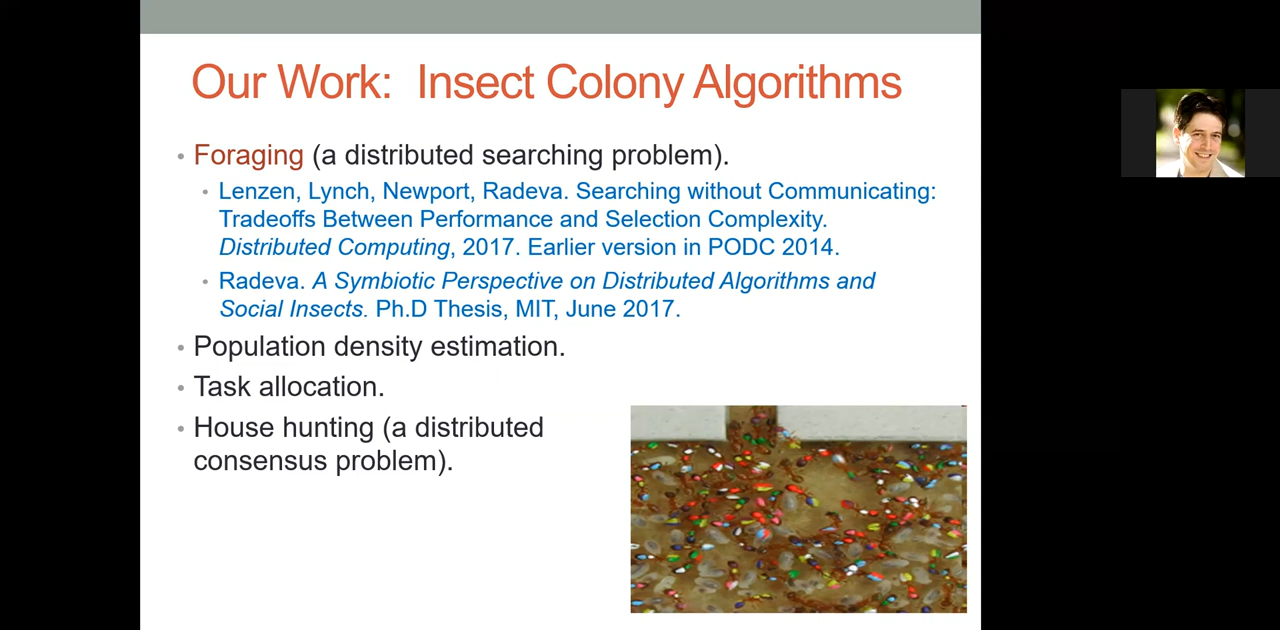 Our Work: Insect Colony Algorithms
• Foraging (a distributed searching problem).
• Lenzen, Lynch, Newport, Radeva. Searching without Communicating:
Tradeoffs Between Performance and Selection Complexity.
Distributed Computing, 2017. Earlier version in PODC 2014.
• Radeva. A Symbiotic Perspective on Distributed Algorithms and
Social Insects. Ph.D Thesis, MIT, June 2017.
• Population density estimation.
• Task allocation.
• House hunting (a distributed
consensus problem).